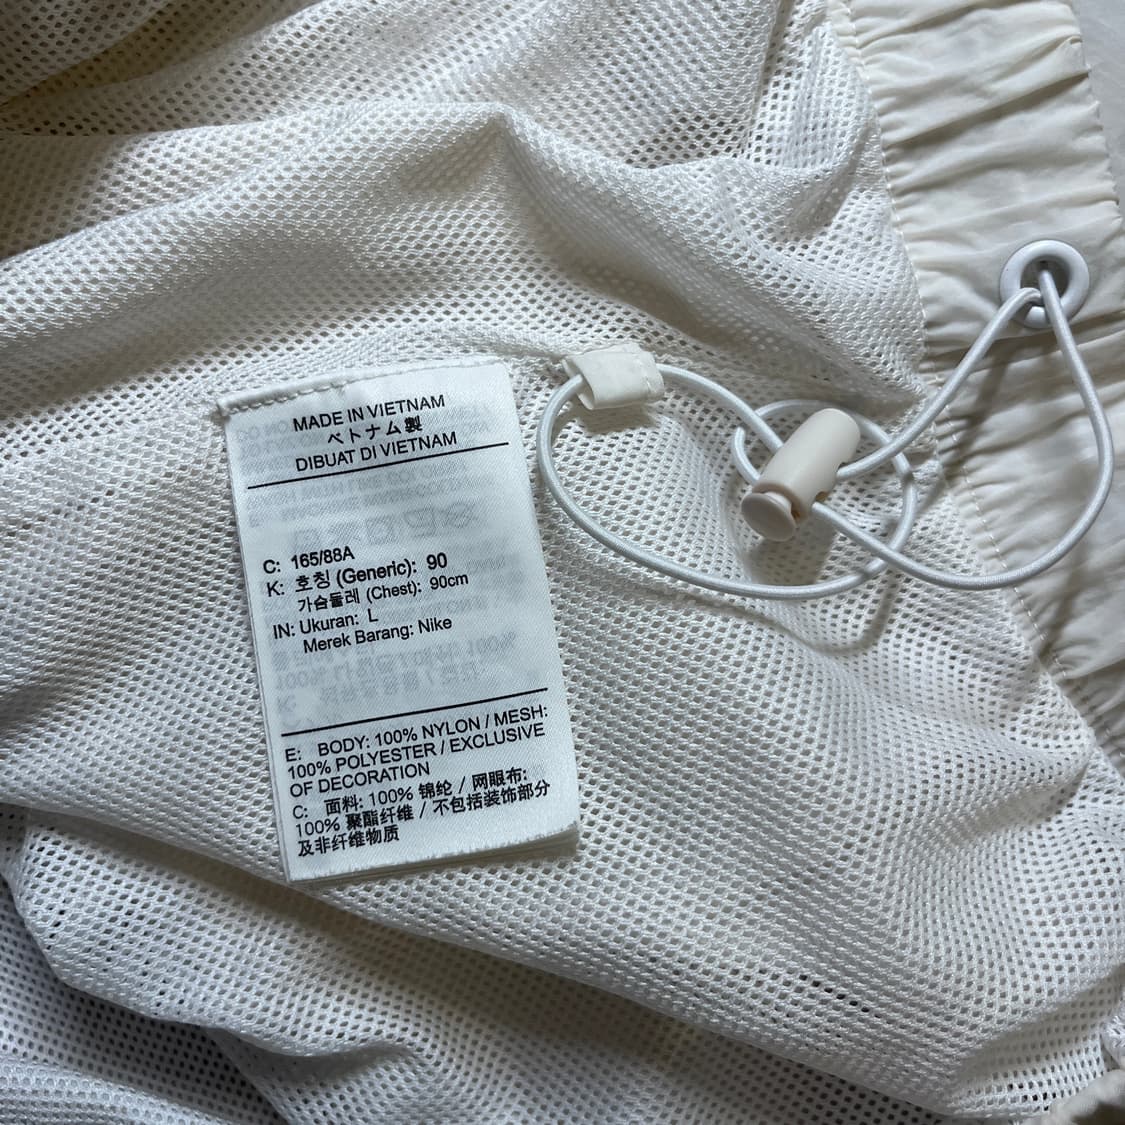 MADE IN VIETNAM
ベトナム製
DIBUAT DI VIETNAM
C: 165/88A
K: 호칭 (Generic): 90
가슴둘레 (Chest): 90cm
IN: Ukuran: L
Merek Barang: Nike
E: BODY: 100% NYLON / MESH:
100% POLYESTER / EXCLUSIVE
OF DECORATION
C: 面料: 100% 锦纶 / 网眼布:
100% 聚酯纤维 / 不包括装饰部分
及非纤维物质